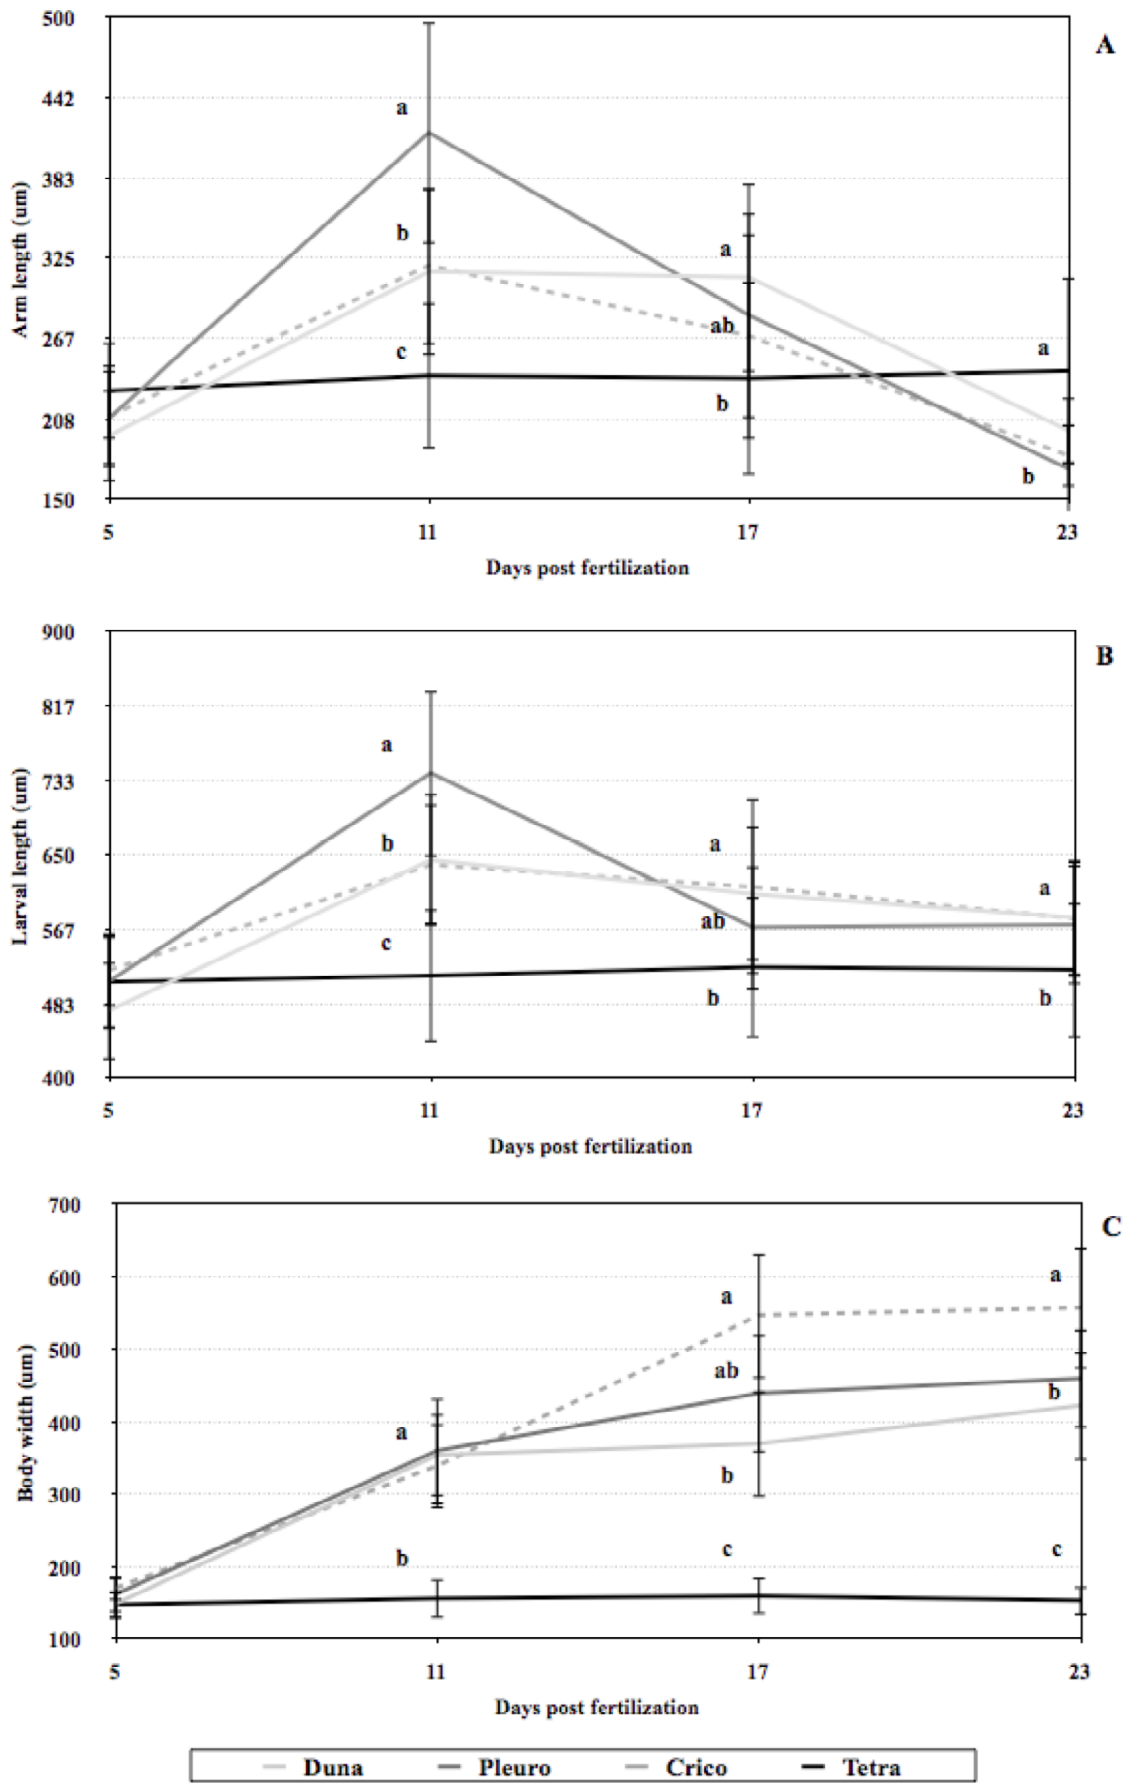 500
A
442
a
383
b
a
325
ab
267
c
a
b
208
b
150
5 11 17 23
Arm length (um)
Days post fertilization
900
B
817
a
733
b
a
650
a
ab
567
c
b
b
483
400
5 11 17 23
Larval length (um)
Days post fertilization
700
C
600
a
a
500
ab
b
400
a
b
300
b
c
c
200
100
5 11 17 23
Body width (um)
Days post fertilization
Duna Pleuro Crico Tetra